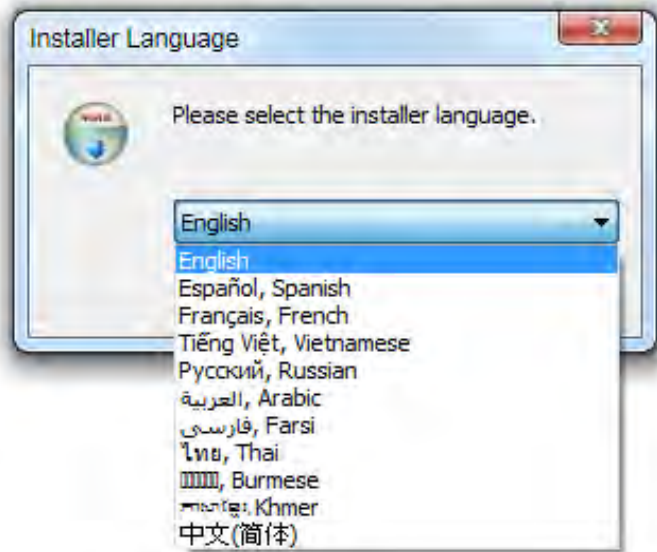 Installer Language
Please select the installer language.
English
English
Español, Spanish
Français, French
Tiếng Việt, Vietnamese
Русский, Russian
العربية, Arabic
فارسی, Farsi
ไทย, Thai
, Burmese
Khmer
中文(简体)